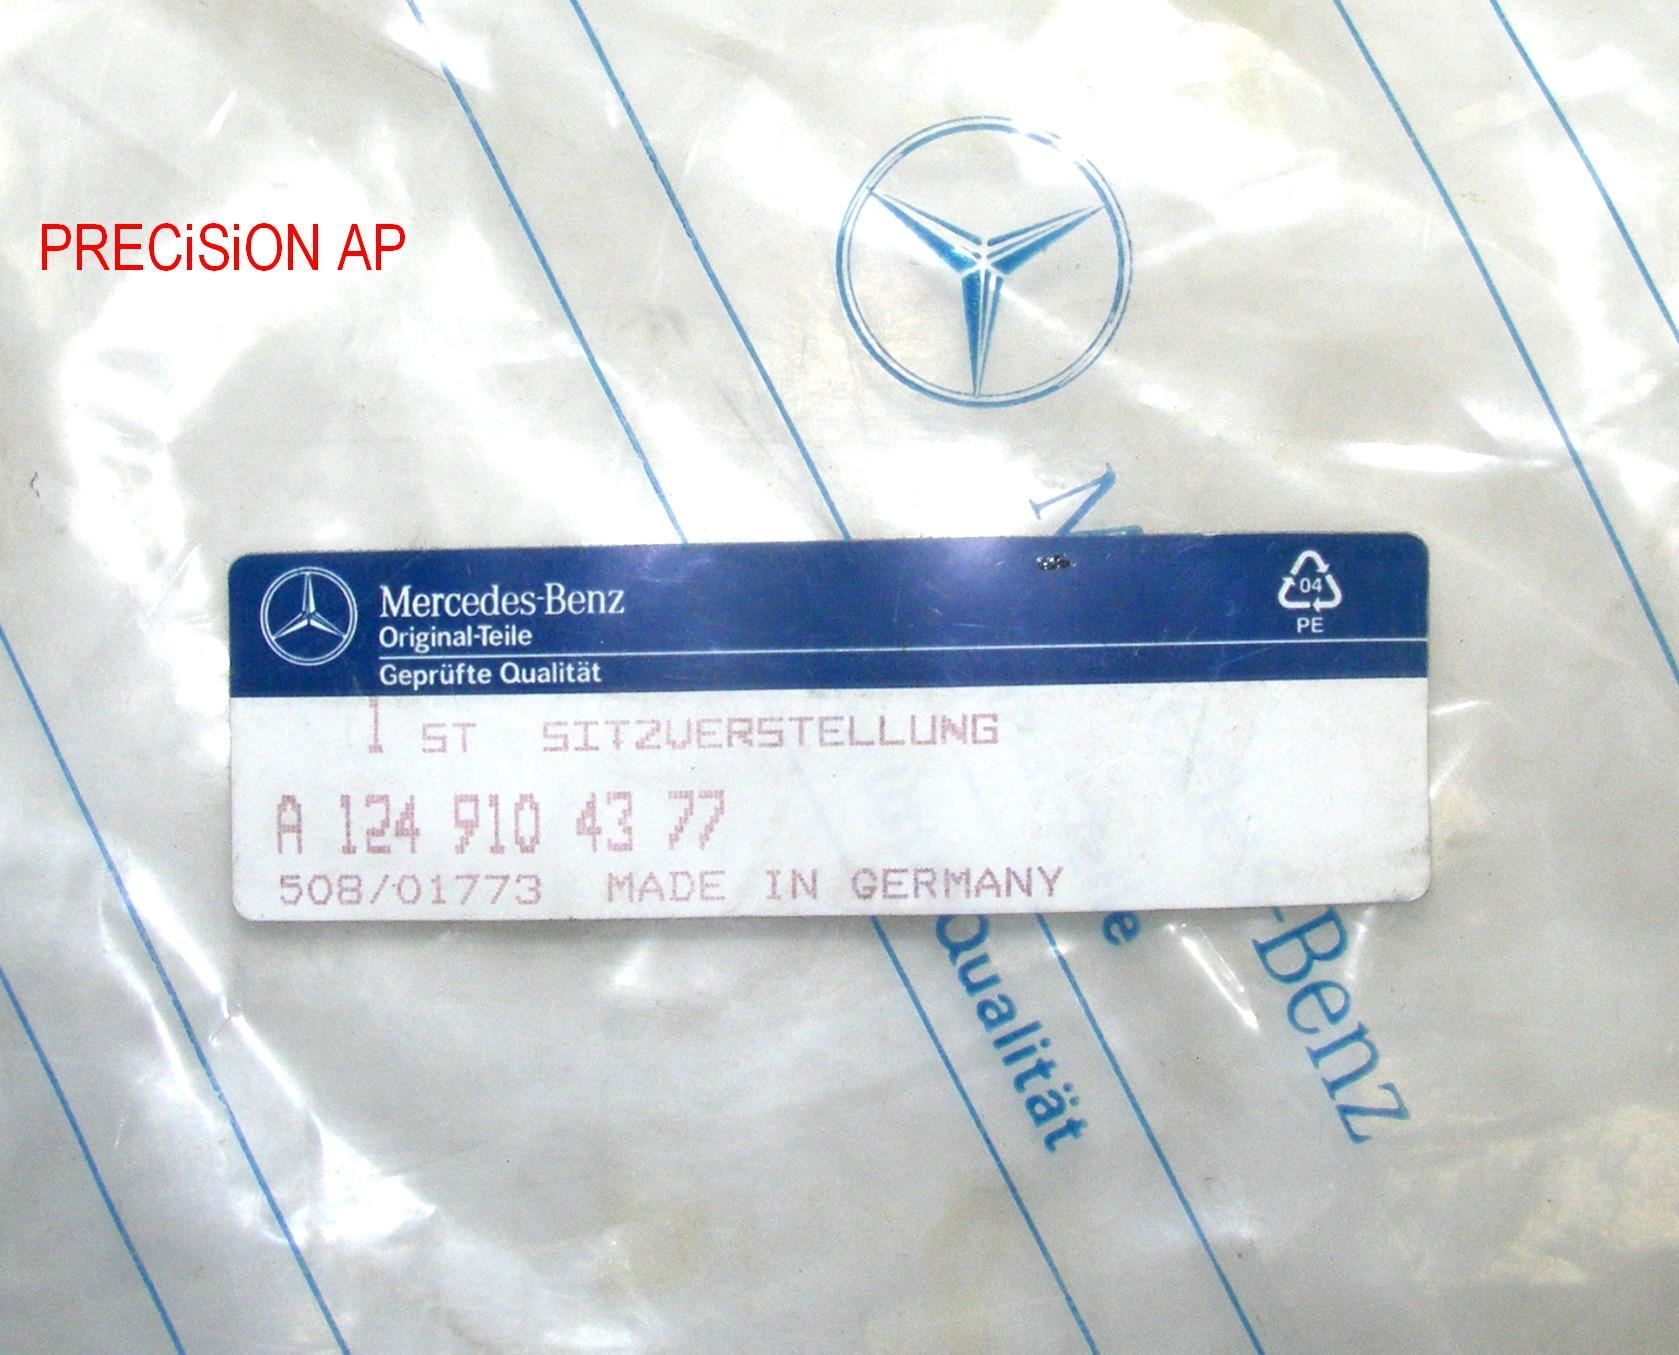 PRECiSiON AP
Mercedes-Benz
Original-Teile
Geprüfte Qualität
04
PE
1 ST SITZVERSTELLUNG
A 124 910 43 77
508/01773 MADE IN GERMANY
e
-Benz
Qualität